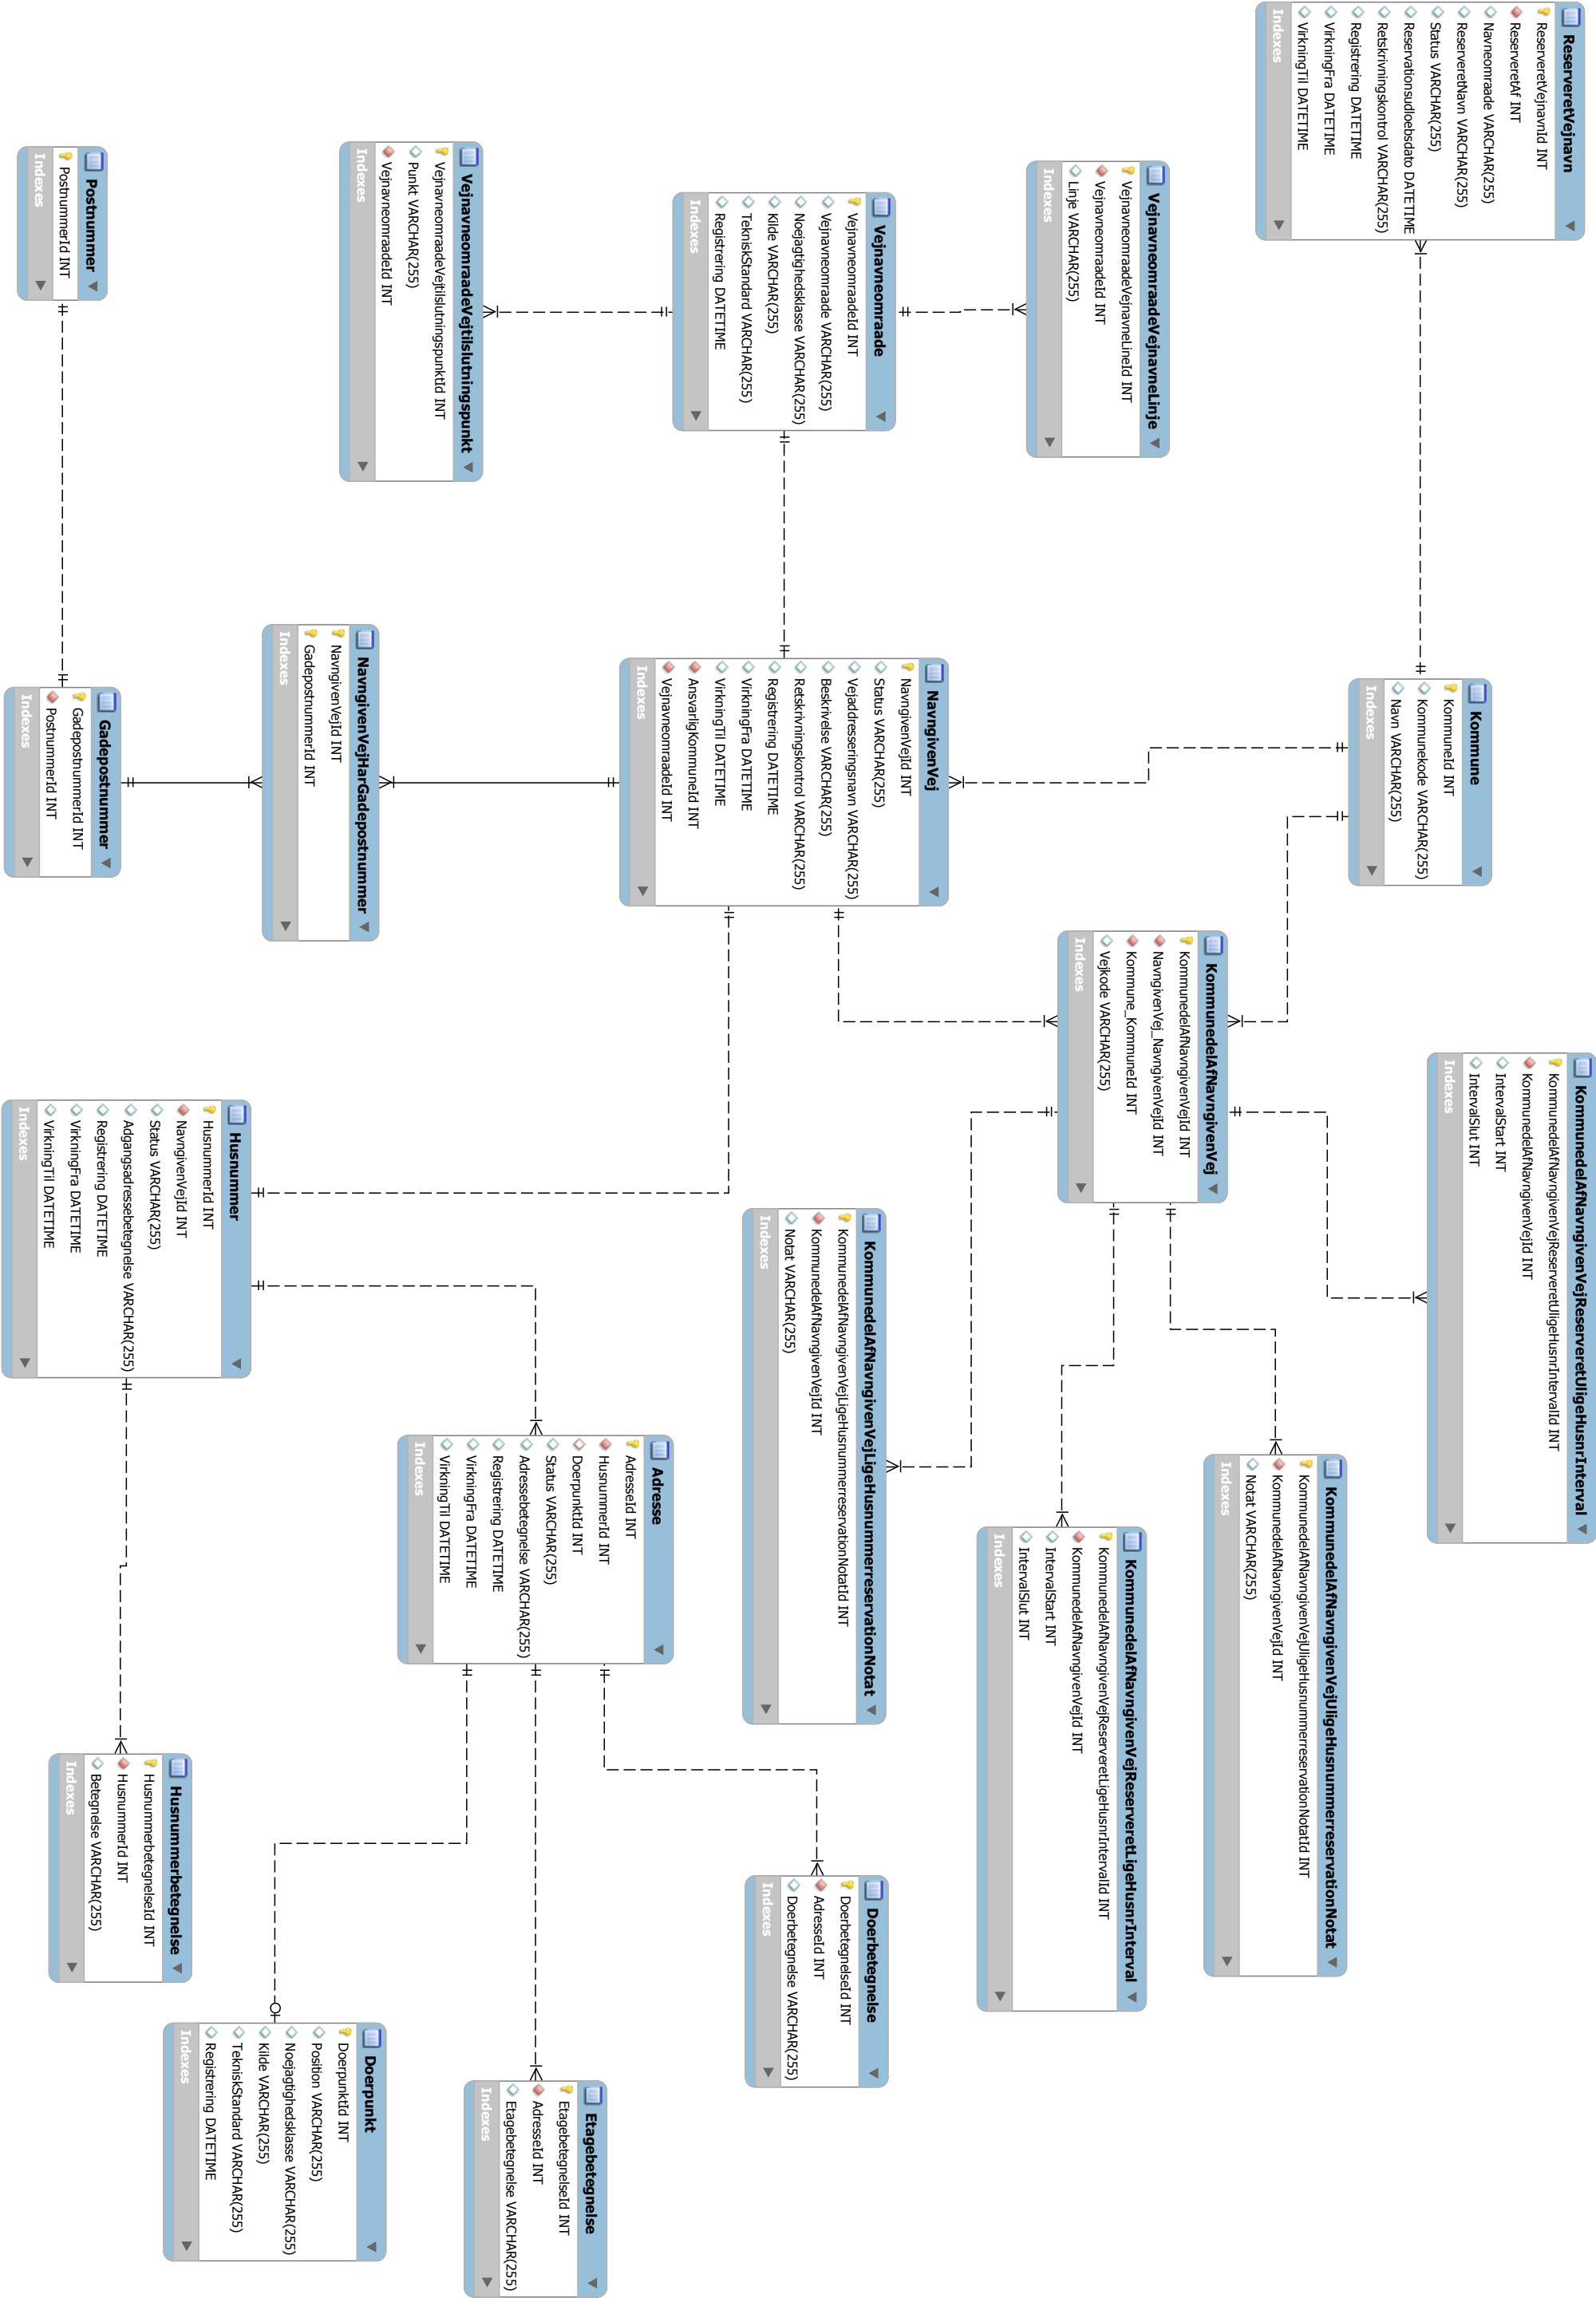 ReserveretVejnavn
ReserveretVejnavnId INT
ReserveretAf INT
Navneomraade VARCHAR(255)
ReserveretNavn VARCHAR(255)
Status VARCHAR(255)
Reservationsudloebsdato DATETIME
Retskrivningskontrol VARCHAR(255)
Registrering DATETIME
VirkningFra DATETIME
VirkningTil DATETIME
Indexes
Kommune
KommuneId INT
Kommunekode VARCHAR(255)
Navn VARCHAR(255)
Indexes
KommunedelAfNavngivenVejReserveretUligeHusnrInterval
KommunedelAfNavngivenVejReserveretUligeHusnrIntervalId INT
KommunedelAfNavngivenVejId INT
IntervalStart INT
IntervalSlut INT
Indexes
KommunedelAfNavngivenVejUligeHusnummerreservationNotat
KommunedelAfNavngivenVejUligeHusnummerreservationNotatId INT
KommunedelAfNavngivenVejId INT
Notat VARCHAR(255)
Indexes
VejnavneomraadeVejnavneLinje
VejnavneomraadeVejnavneLineId INT
VejnavneomraadeId INT
Linje VARCHAR(255)
Indexes
KommunedelAfNavngivenVej
KommunedelAfNavngivenVejId INT
NavngivenVej_NavngivenVejId INT
Kommune_KommuneId INT
Vejkode VARCHAR(255)
Indexes
KommunedelAfNavngivenVejReserveretLigeHusnrInterval
KommunedelAfNavngivenVejReserveretLigeHusnrIntervalId INT
KommunedelAfNavngivenVejId INT
IntervalStart INT
IntervalSlut INT
Indexes
Vejnavneomraade
VejnavneomraadeId INT
Vejnavneomraade VARCHAR(255)
Noejagtighedsklasse VARCHAR(255)
Kilde VARCHAR(255)
TekniskStandard VARCHAR(255)
Registrering DATETIME
Indexes
NavngivenVej
NavngivenVejId INT
Status VARCHAR(255)
Vejaddresseringsnavn VARCHAR(255)
Beskrivelse VARCHAR(255)
Retskrivningskontrol VARCHAR(255)
Registrering DATETIME
VirkningFra DATETIME
VirkningTil DATETIME
AnsvarligKommuneId INT
VejnavneomraadeId INT
Indexes
KommunedelAfNavngivenVejLigeHusnummerreservationNotat
KommunedelAfNavngivenVejLigeHusnummerreservationNotatId INT
KommunedelAfNavngivenVejId INT
Notat VARCHAR(255)
Indexes
Doerbetegnelse
DoerbetegnelseId INT
AdresseId INT
Doerbetegnelse VARCHAR(255)
Indexes
VejnavneomraadeVejtilslutningspunkt
VejnavneomraadeVejtilslutningspunktId INT
Punkt VARCHAR(255)
VejnavneomraadeId INT
Indexes
Adresse
AdresseId INT
HusnummerId INT
DoerpunktId INT
Status VARCHAR(255)
Adressebetegnelse VARCHAR(255)
Registrering DATETIME
VirkningFra DATETIME
VirkningTil DATETIME
Indexes
Etagebetegnelse
EtagebetegnelseId INT
AdresseId INT
Etagebetegnelse VARCHAR(255)
Indexes
NavngivenVejHarGadepostnummer
NavngivenVejId INT
GadepostnummerId INT
Indexes
Doerpunkt
DoerpunktId INT
Position VARCHAR(255)
Noejagtighedsklasse VARCHAR(255)
Kilde VARCHAR(255)
TekniskStandard VARCHAR(255)
Registrering DATETIME
Indexes
Husnummer
HusnummerId INT
NavngivenVejId INT
Status VARCHAR(255)
Adgangsadressebetegnelse VARCHAR(255)
Registrering DATETIME
VirkningFra DATETIME
VirkningTil DATETIME
Indexes
Husnummerbetegnelse
HusnummerbetegnelseId INT
HusnummerId INT
Betegnelse VARCHAR(255)
Indexes
Postnummer
PostnummerId INT
Indexes
Gadepostnummer
GadepostnummerId INT
PostnummerId INT
Indexes